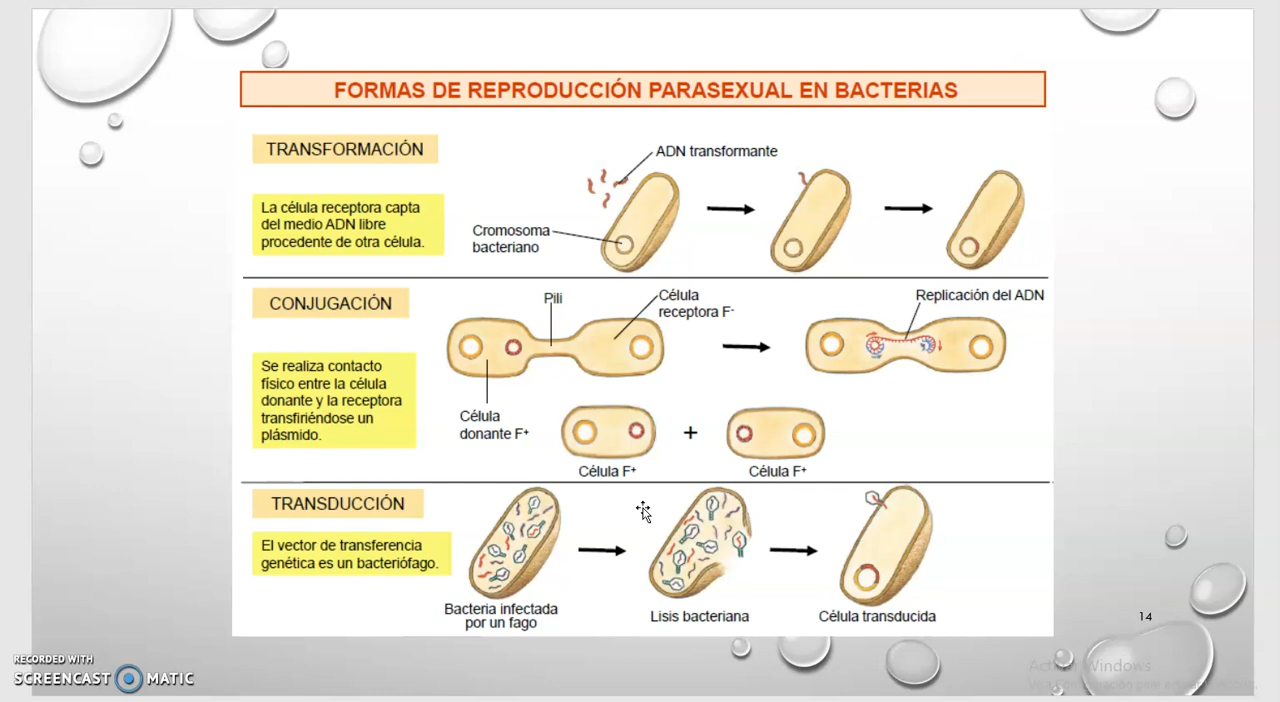 FORMAS DE REPRODUCCIÓN PARASEXUAL EN BACTERIAS
TRANSFORMACIÓN
ADN transformante
La célula receptora capta
del medio ADN libre
procedente de otra célula.
Cromosoma
bacteriano
CONJUGACIÓN
Pili
Célula
receptora F-
Replicación del ADN
Se realiza contacto
físico entre la célula
donante y la receptora
transfiriéndose un
plásmido.
Célula
donante F+
+
Célula F+
Célula F+
TRANSDUCCIÓN
El vector de transferencia
genética es un bacteriófago.
Bacteria infectada
por un fago
Lisis bacteriana
Célula transducida
14
RECORDED WITH
SCREENCAST MATIC
Windows